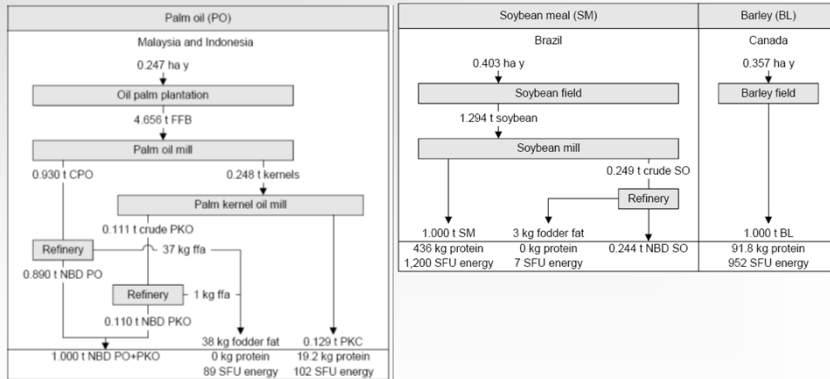 Palm oil (PO)
Malaysia and Indonesia
0.247 ha y
Oil palm plantation
4.656 t FFB
Palm oil mill
0.930 t CPO
0.248 t kernels
Palm kernel oil mill
0.111 t crude PKO
Refinery
37 kg ffa
0.890 t NBD PO
Refinery
1 kg ffa
0.110 t NBD PKO
38 kg fodder fat
0.129 t PKC
1.000 t NBD PO+PKO
0 kg protein
19.2 kg protein
89 SFU energy
102 SFU energy
Soybean meal (SM)
Brazil
0.403 ha y
Soybean field
1.294 t soybean
Soybean mill
0.249 t crude SO
Refinery
1.000 t SM
3 kg fodder fat
436 kg protein
0 kg protein
0.244 t NBD SO
1,200 SFU energy
7 SFU energy
Barley (BL)
Canada
0.357 ha y
Barley field
1.000 t BL
91.8 kg protein
952 SFU energy